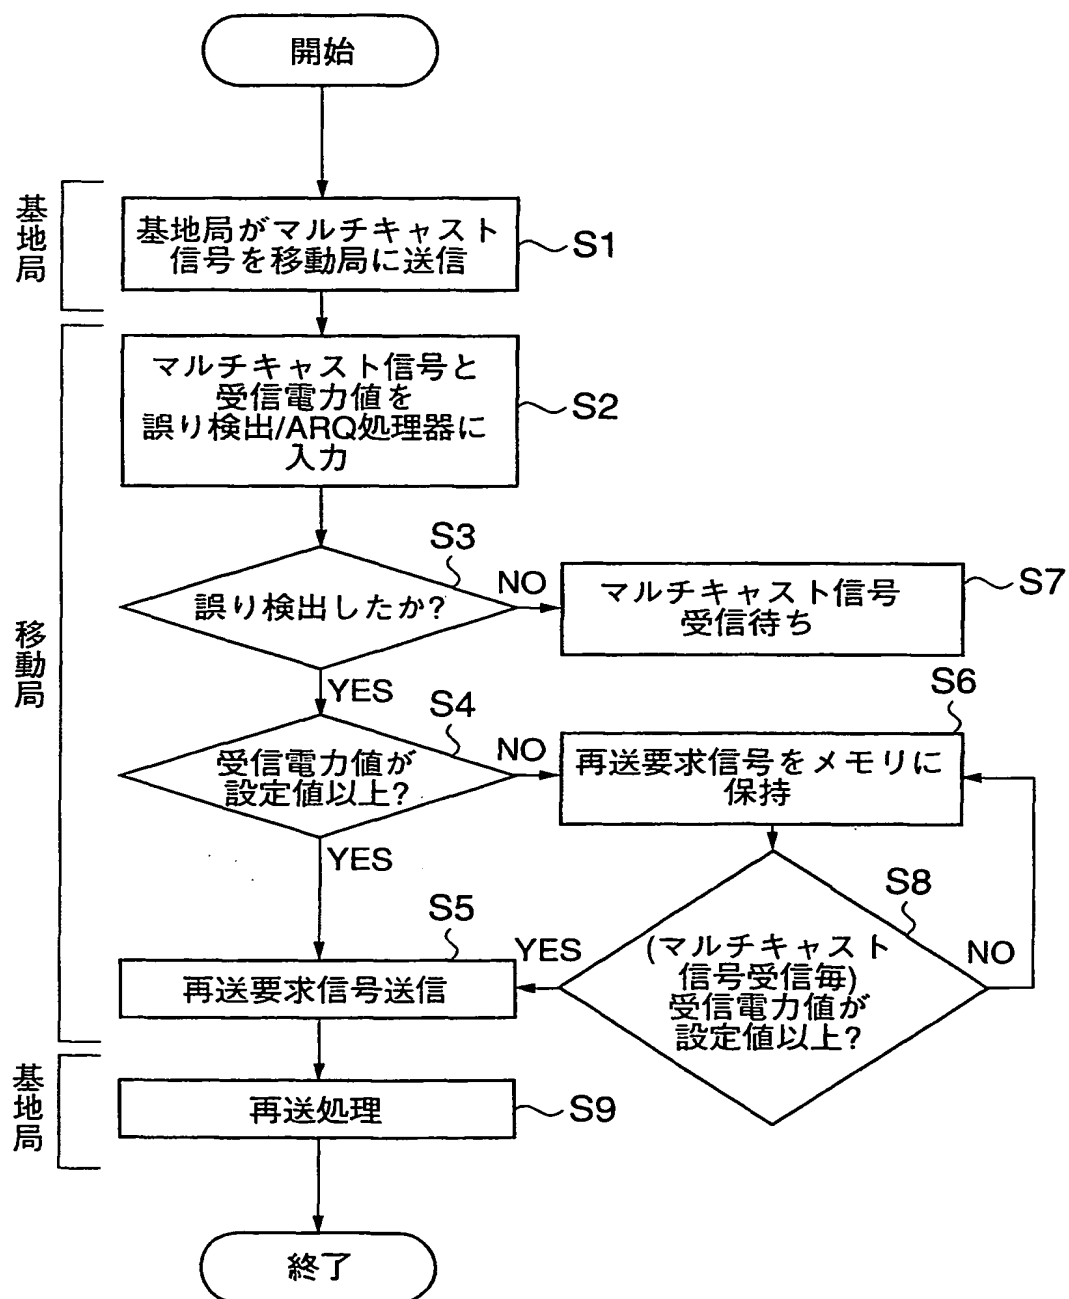 開始
基地局
基地局がマルチキャスト
信号を移動局に送信
S1
移動局
マルチキャスト信号と
受信電力値を
誤り検出/ARQ処理器に
入力
S2
S3
誤り検出したか?
NO
マルチキャスト信号
受信待ち
S7
YES
S4
受信電力値が
設定値以上?
NO
S6
再送要求信号をメモリに
保持
YES
S8
(マルチキャスト
信号受信毎)
受信電力値が
設定値以上?
NO
YES
S5
再送要求信号送信
基地局
再送処理
S9
終了